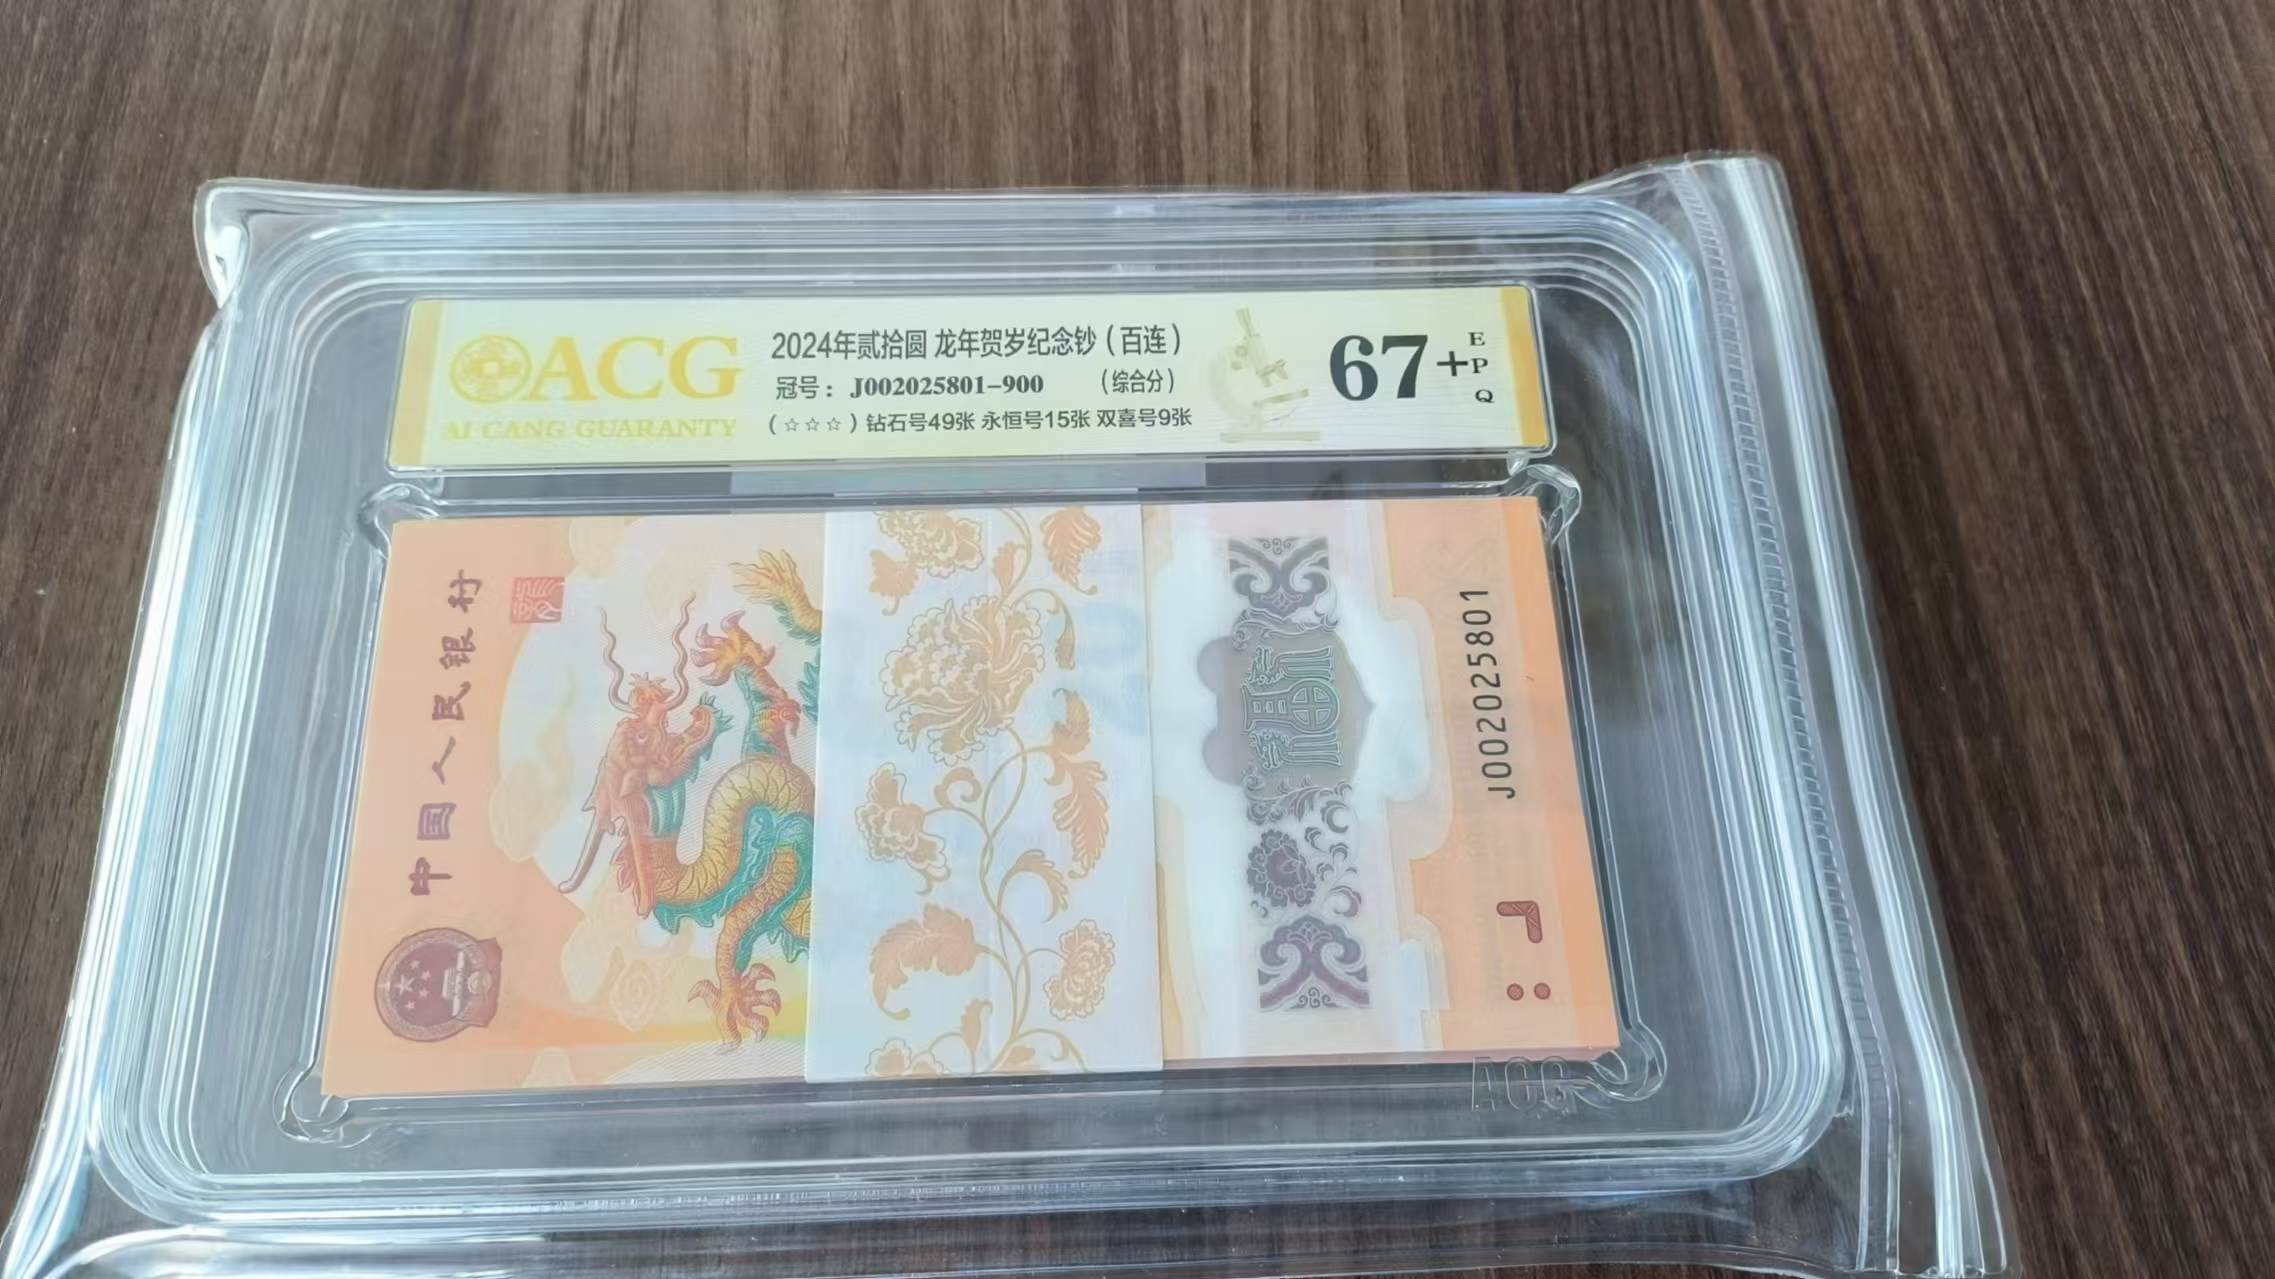 ACG
AI CANG GUARANTY
2024年贰拾圆 龙年贺岁纪念钞（百连）
冠号：J002025801-900 （综合分）
（☆☆☆）钻石号49张 永恒号15张 双喜号9张
67+
E
P
Q
中国人民银行
J002025801
ACG